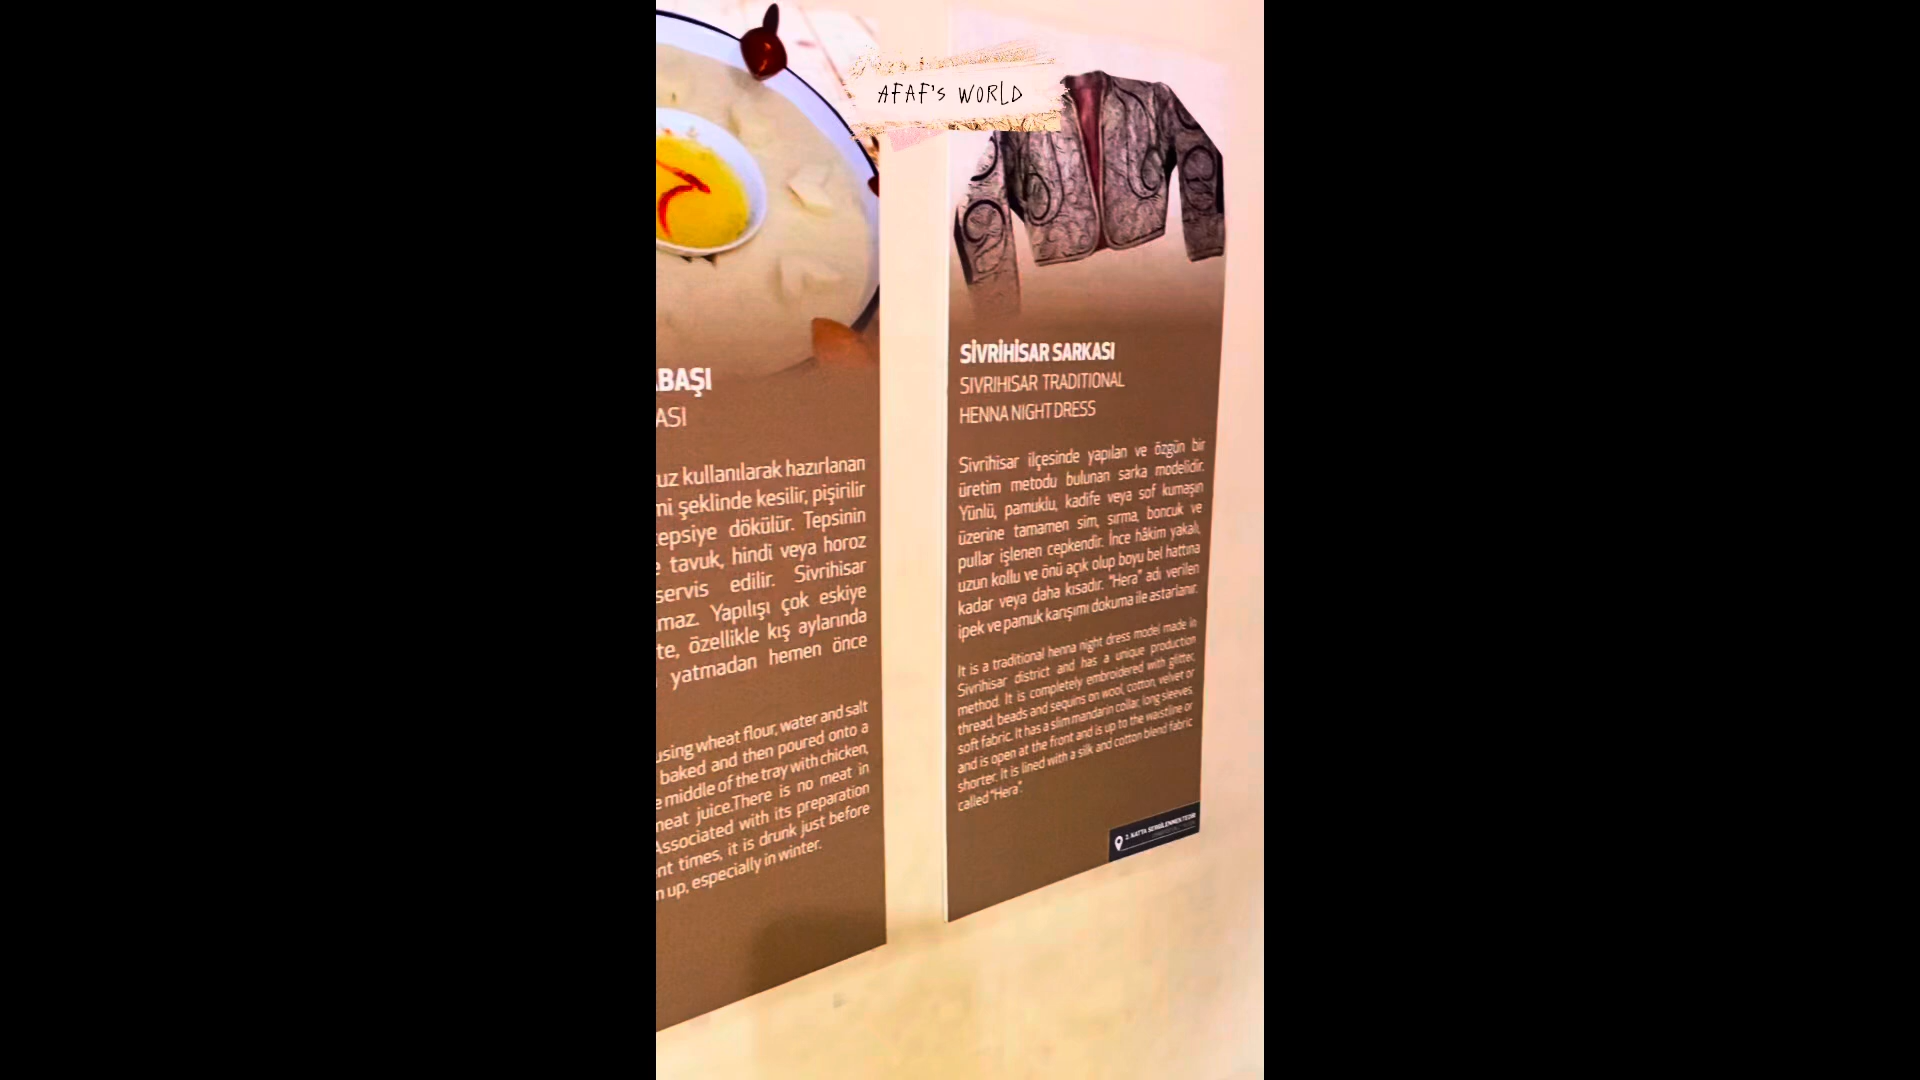 AFAF'S WORLD
BAŞI
ASI
uz kullanılarak hazırlanan
mi şeklinde kesilir, pişirilir
tepsiye dökülür. Tepsinin
tavuk, hindi veya horoz
servis edilir. Sivrihisar
maz. Yapılışı çok eskiye
te, özellikle kış aylarında
yatmadan hemen önce
using wheat flour, water and salt
baked and then poured onto a
e middle of the tray with chicken,
meat juice.There is no meat in
Associated with its preparation
nt times, it is drunk just before
m up, especially in winter.
SİVRİHİSAR SARKASI
SIVRIHISAR TRADITIONAL
HENNA NIGHT DRESS
Sivrihisar ilçesinde yapılan ve özgün bir
üretim metodu bulunan sarka modelidir.
Yünlü, pamuklu, kadife veya sof kumaşın
üzerine tamamen sim, sırma, boncuk ve
pullar işlenen cepkendir. İnce hâkim yakalı,
uzun kollu ve önü açık olup boyu bel hattına
kadar veya daha kısadır. "Hera" adı verilen
ipek ve pamuk karışımı dokuma ile astarlanır.
It is a traditional henna night dress model made in
Sivrihisar district and has a unique production
method. It is completely embroidered with glitter,
thread, beads and sequins on wool, cotton, velvet or
soft fabric. It has a slim mandarin collar, long sleeves,
and is open at the front and is up to the waistline or
shorter. It is lined with a silk and cotton blend fabric
called "Hera".
2. KATTA SERGİLENMEKTEDİR